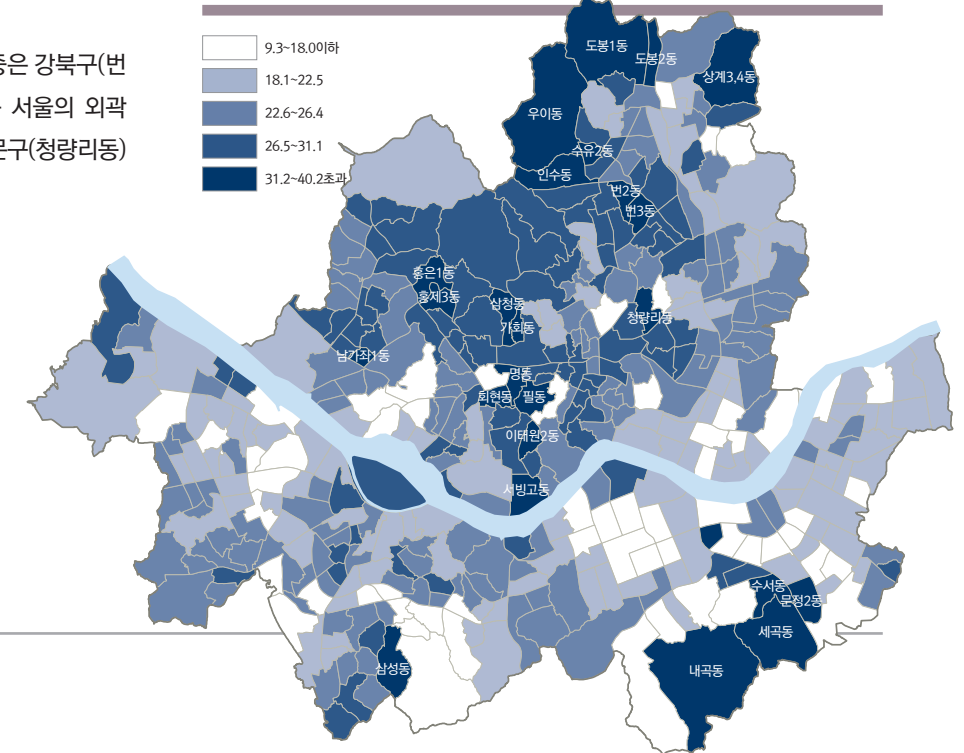 중은 강북구(번
서울의 외곽
문구(청량리동)
9.3~18.0이하
18.1~22.5
22.6~26.4
26.5~31.1
31.2~40.2초과
도봉1동
도봉2동
상계3,4동
우이동
수유2동
인수동
번2동
번3동
홍은1동
홍제3동
삼청동
가회동
청량리동
남가좌1동
명동
회현동
필동
이태원2동
서빙고동
수서동
문정2동
세곡동
내곡동
삼성동